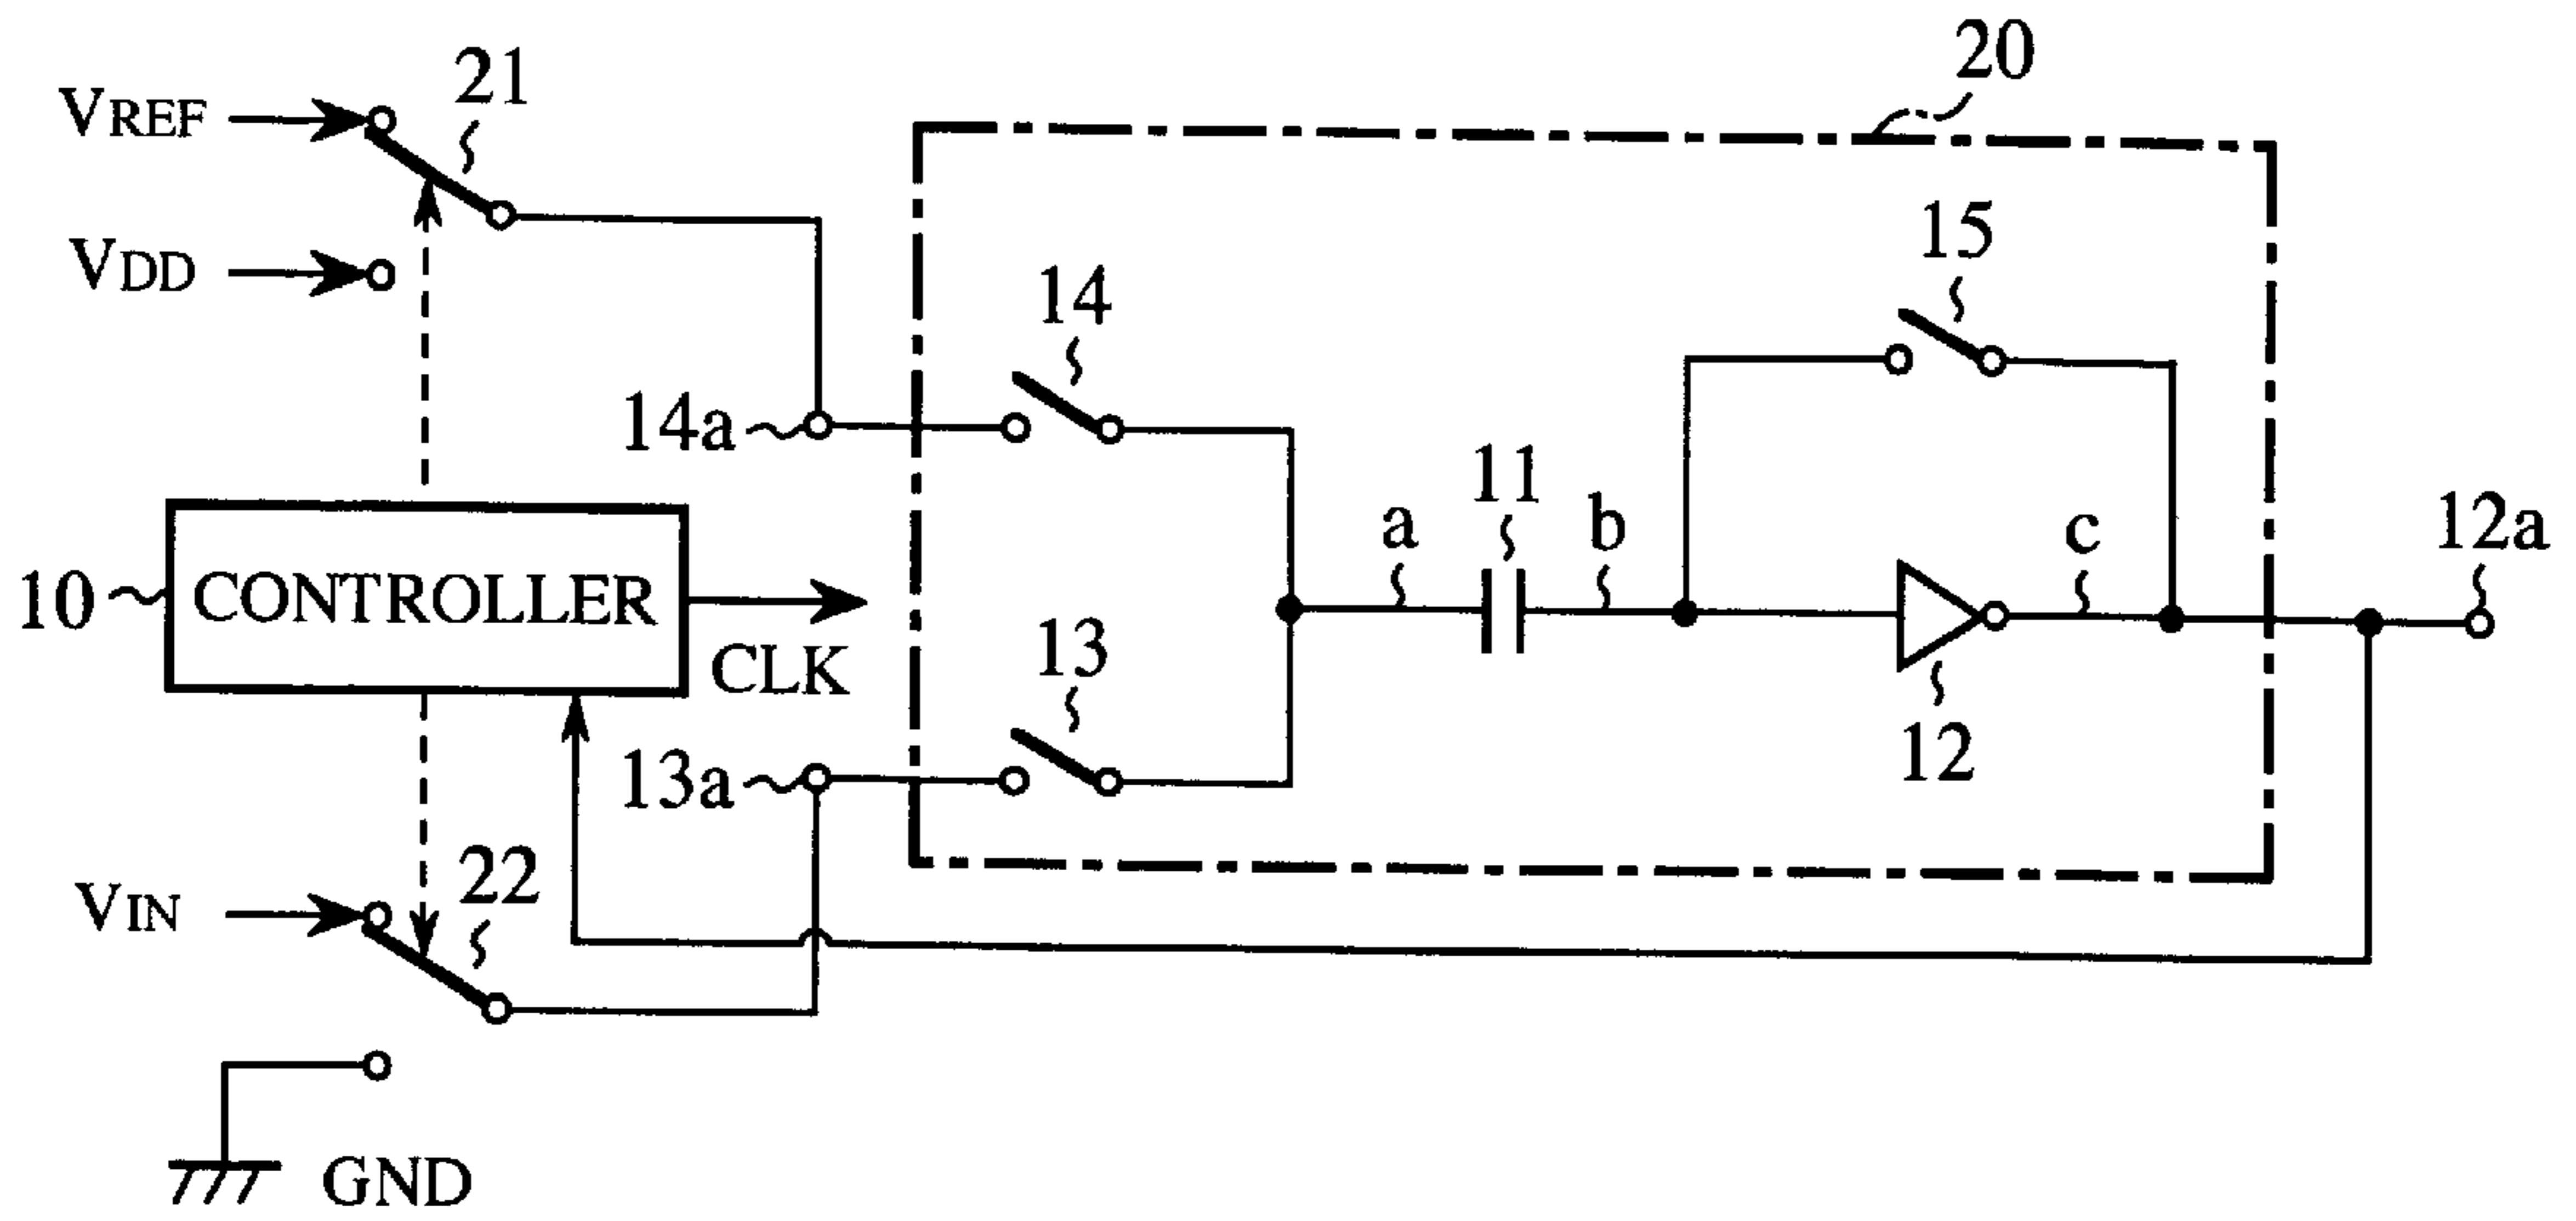 20
21
VREF
VDD
15
14
14a
11
a
b
c
12a
10
CONTROLLER
CLK
13
12
13a
22
VIN
GND